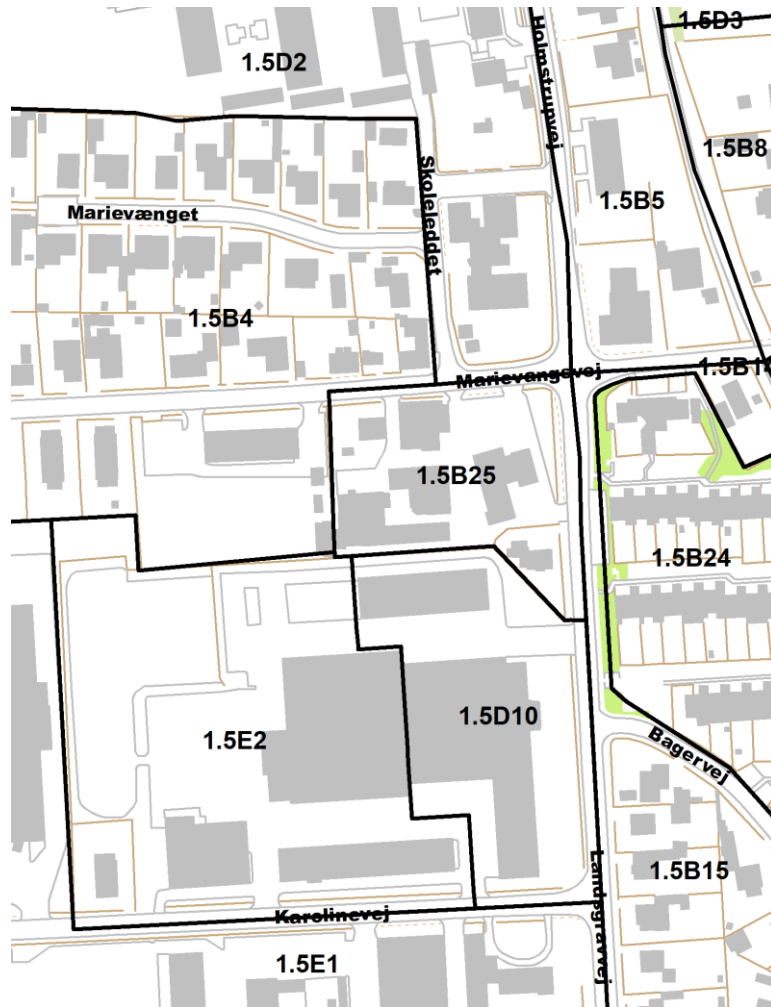 1.5D3
1.5D2
Holmstrupvej
1.5B8
Skoleleddet
1.5B5
Marievænget
1.5B4
Marievangsvej
1.5B25
1.5B24
1.5D10
1.5E2
Bagervej
1.5B15
Landsgravvej
Karolinevej
1.5E1